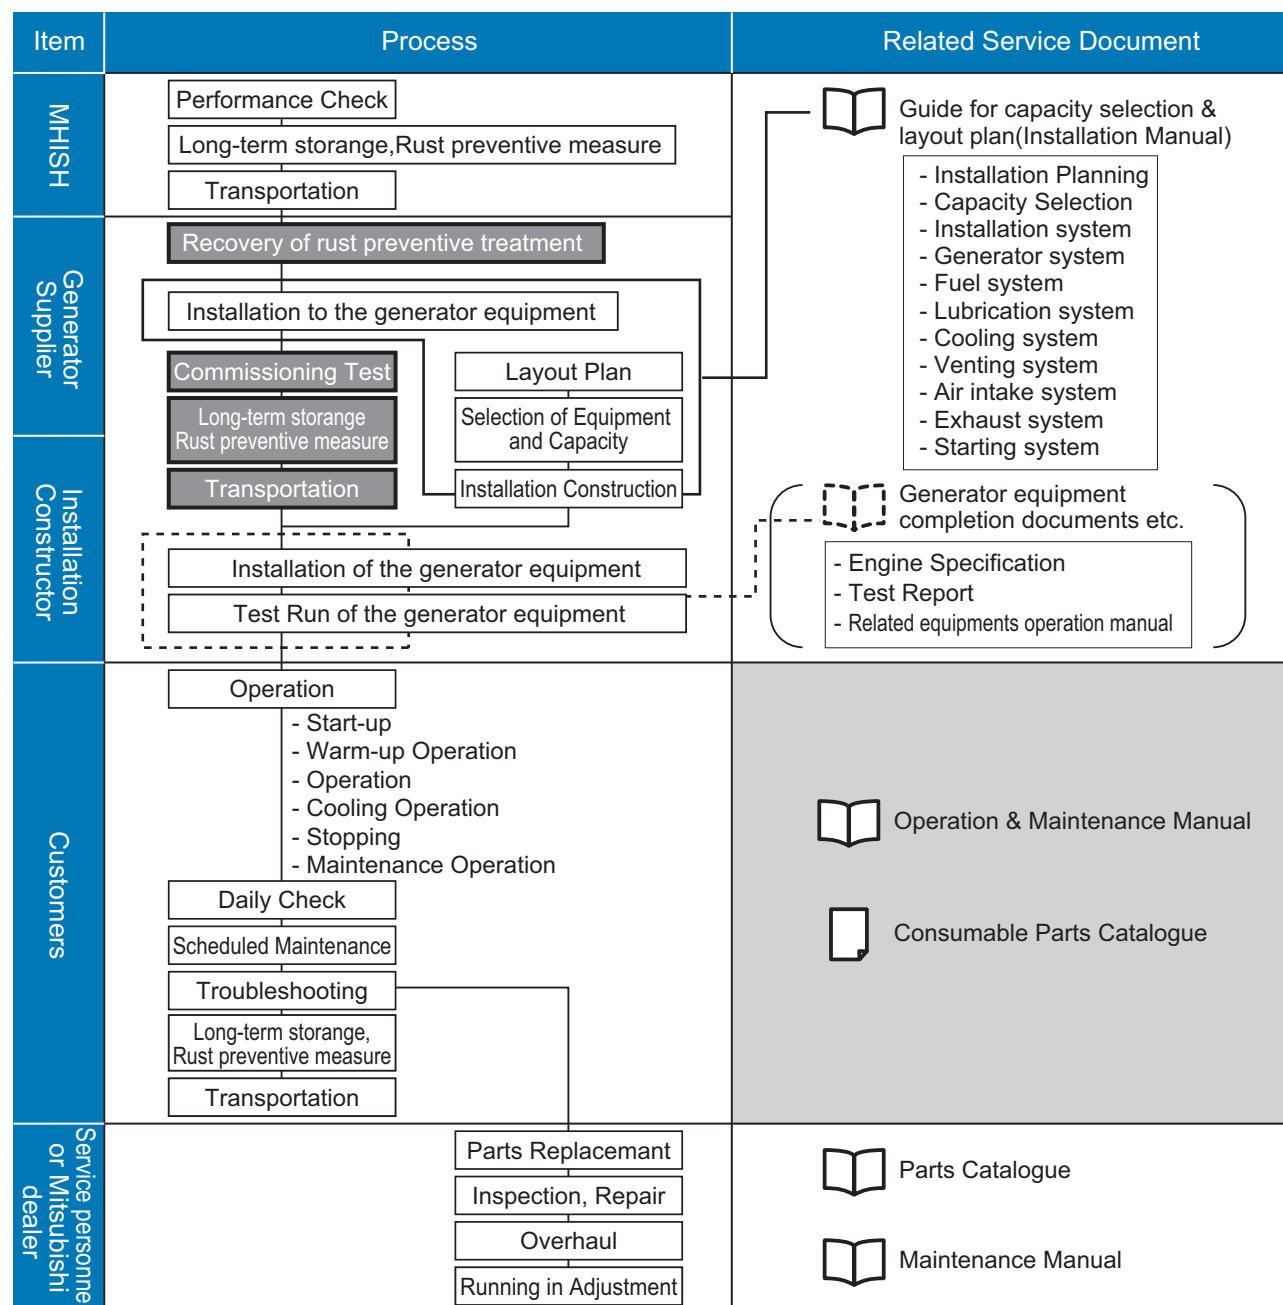 Item
Process
Related Service Document
MHISH
Performance Check
Long-term storange,Rust preventive measure
Transportation
Guide for capacity selection &
layout plan(Installation Manual)
- Installation Planning
- Capacity Selection
- Installation system
- Generator system
- Fuel system
- Lubrication system
- Cooling system
- Venting system
- Air intake system
- Exhaust system
- Starting system
Generator
Supplier
Recovery of rust preventive treatment
Installation to the generator equipment
Commissioning Test
Long-term storange
Rust preventive measure
Layout Plan
Selection of Equipment
and Capacity
Installation
Constructor
Transportation
Installation Construction
Installation of the generator equipment
Test Run of the generator equipment
Generator equipment
completion documents etc.
- Engine Specification
- Test Report
- Related equipments operation manual
Customers
Operation
- Start-up
- Warm-up Operation
- Operation
- Cooling Operation
- Stopping
- Maintenance Operation
Daily Check
Scheduled Maintenance
Troubleshooting
Long-term storange,
Rust preventive measure
Transportation
Operation & Maintenance Manual
Consumable Parts Catalogue
Service personne
or Mitsubishi
dealer
Parts Replacemant
Inspection, Repair
Overhaul
Running in Adjustment
Parts Catalogue
Maintenance Manual